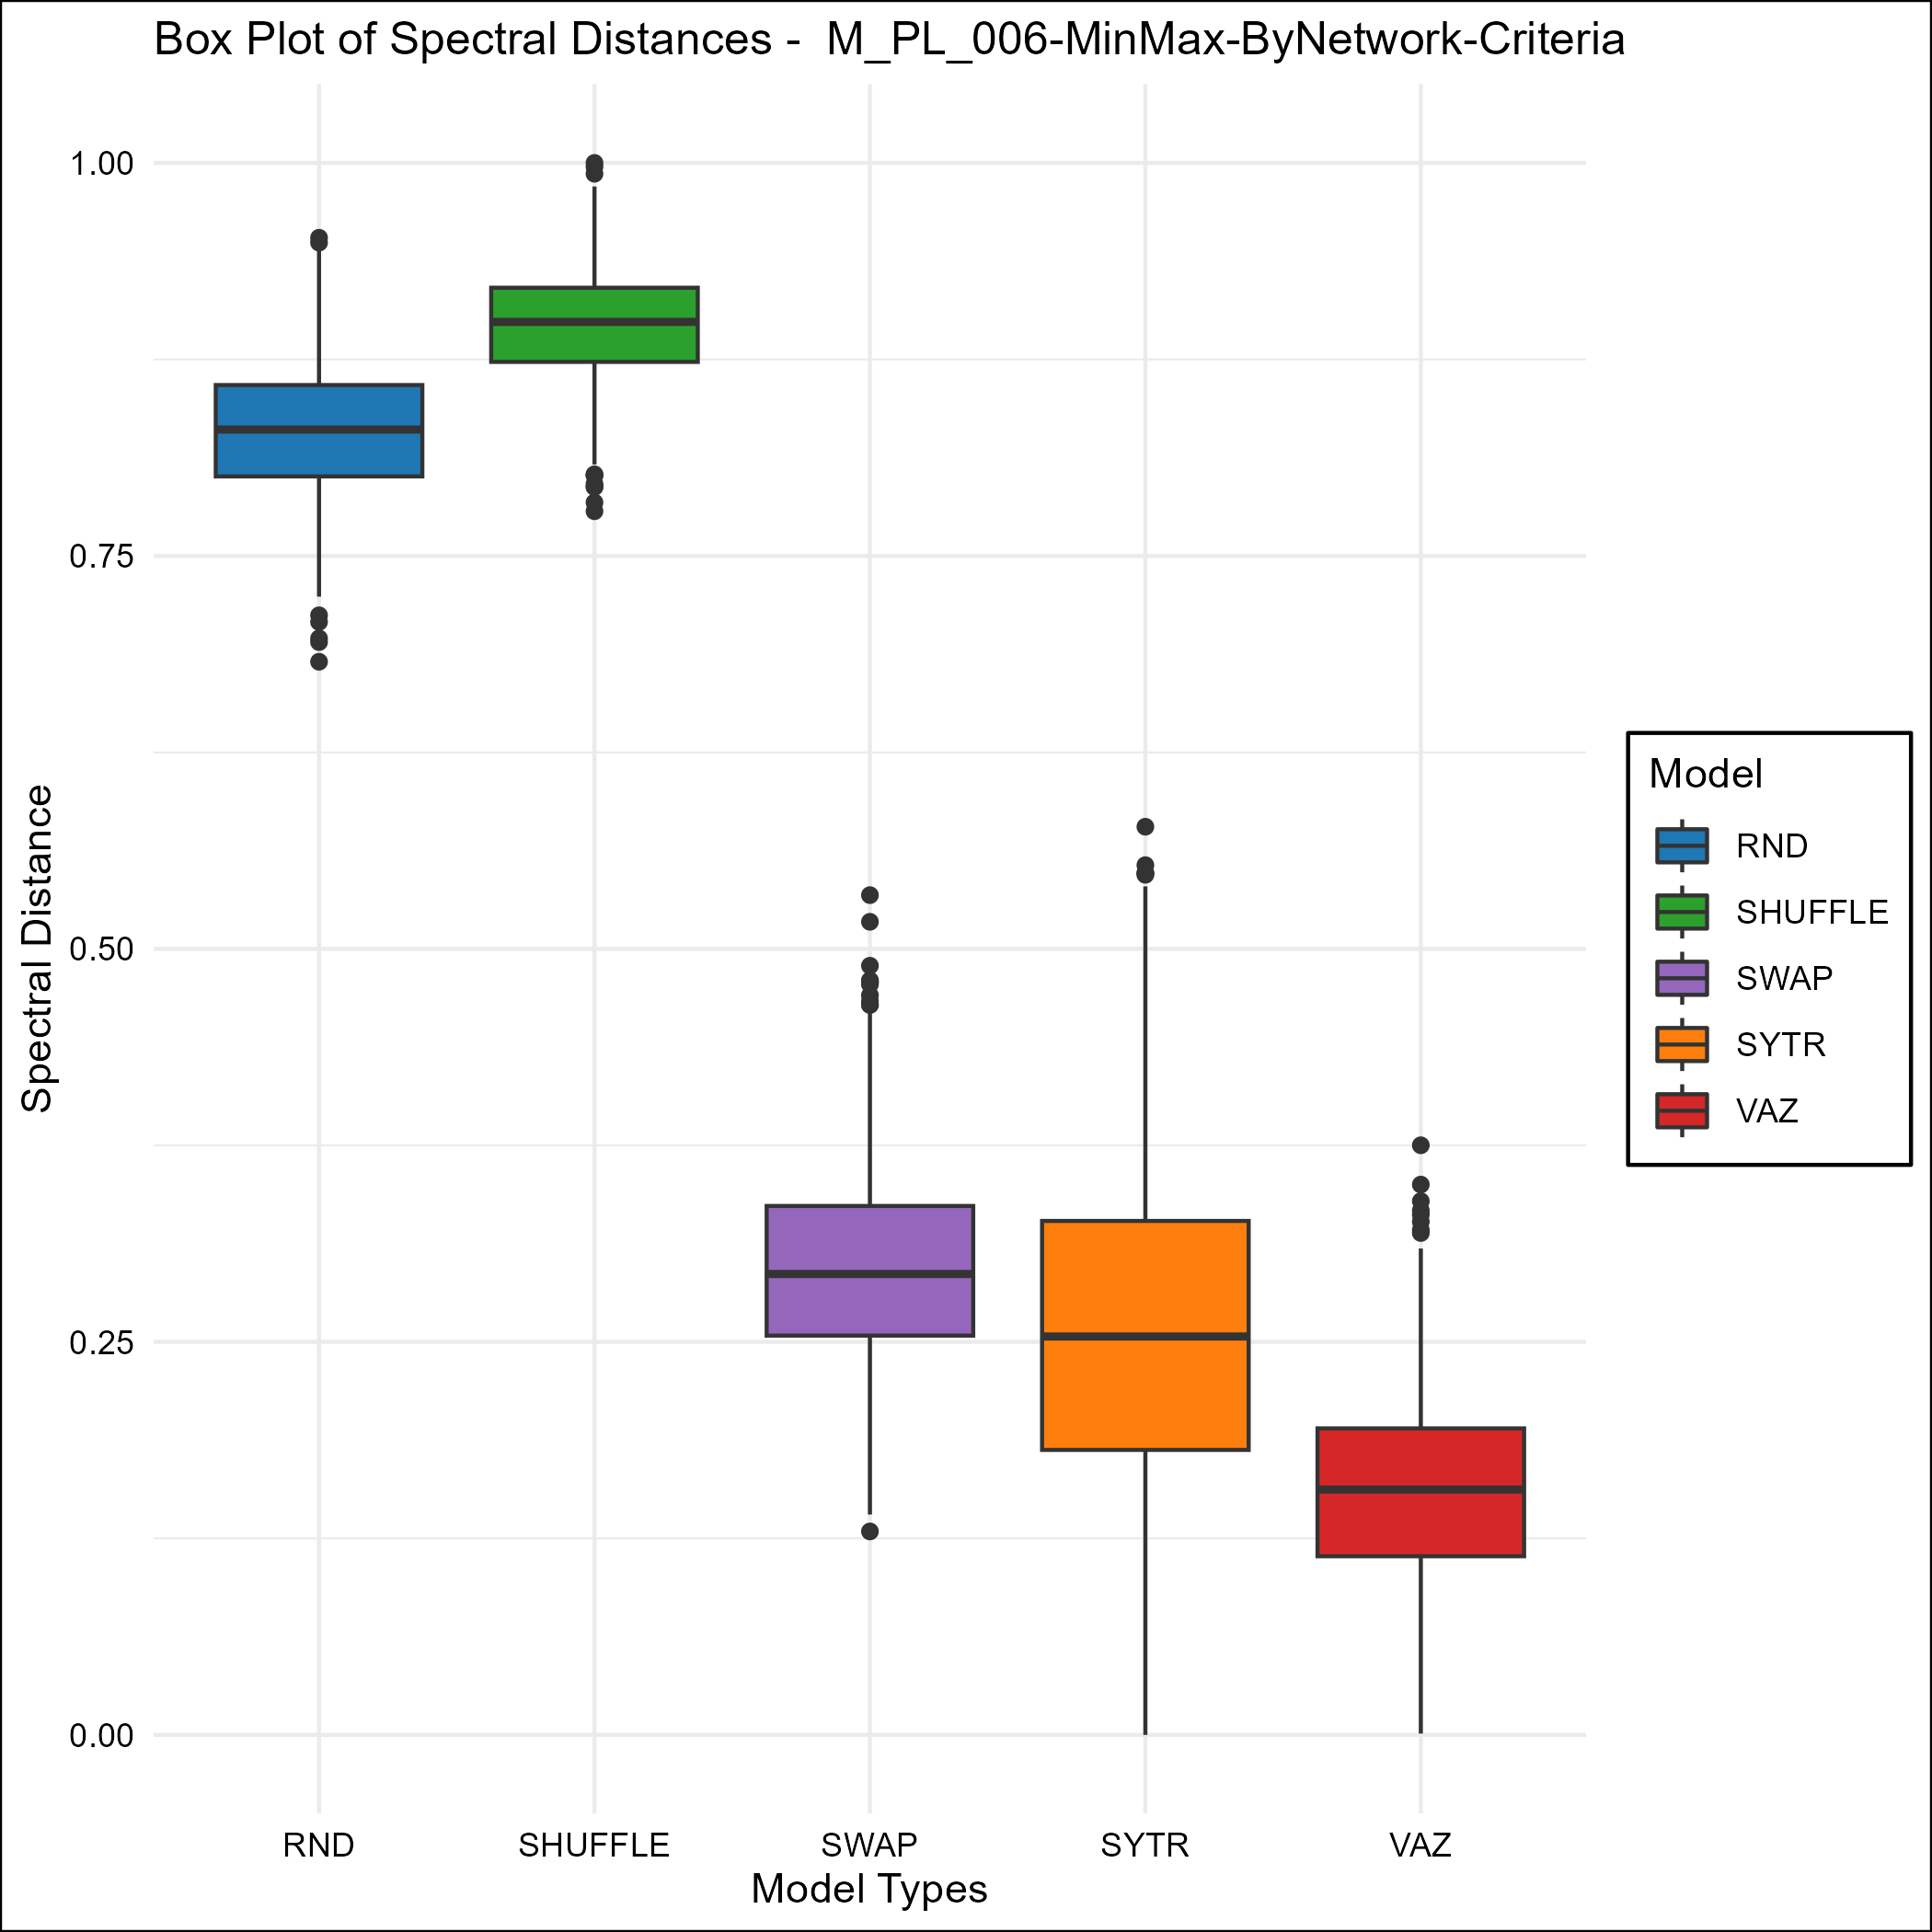 Box Plot of Spectral Distances -  M_PL_006-MinMax-ByNetwork-Criteria
1.00
0.75
0.50
0.25
0.00
Spectral Distance
RND SHUFFLE SWAP SYTR VAZ
Model Types
Model
RND
SHUFFLE
SWAP
SYTR
VAZ